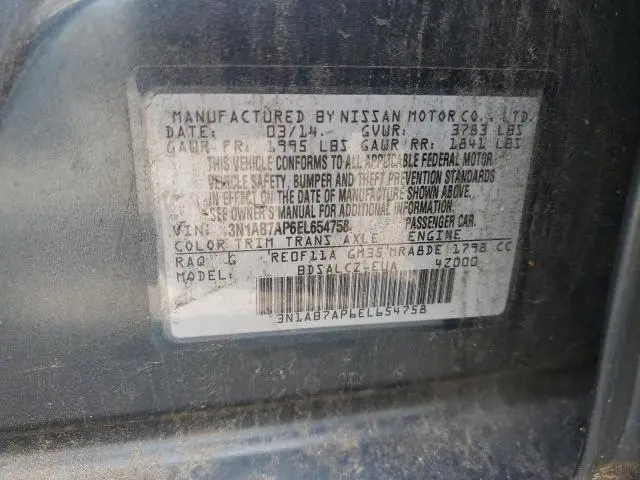 MANUFACTURED BY NISSAN MOTOR CO., LTD.
DATE: 03/14. GVWR: 3783 LBS
GAWR FR: 1995 LBS GAWR RR: 1841 LBS
THIS VEHICLE CONFORMS TO ALL APPLICABLE FEDERAL MOTOR
VEHICLE SAFETY, BUMPER AND THEFT PREVENTION STANDARDS
IN EFFECT ON THE DATE OF MANUFACTURE SHOWN ABOVE.
SEE OWNER'S MANUAL FOR ADDITIONAL INFORMATION.
VIN: 3N1AB7AP6EL654758. PASSENGER CAR.
COLOR TRIM TRANS AXLE ENGINE
RAQ G RE0F11A GM35 MRA8DE 1798 CC
BDSALCZ-EUA 4Z000
3N1AB7AP6EL654758